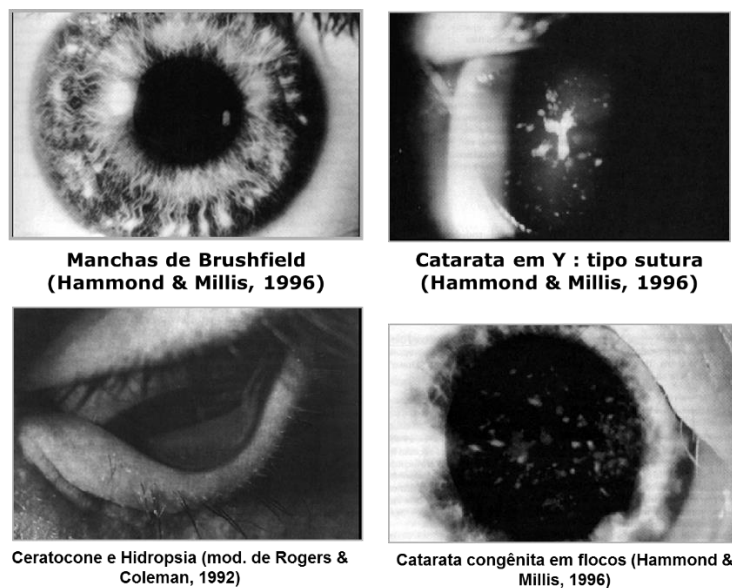 Manchas de Brushfield
(Hammond & Millis, 1996)
Catarata em Y : tipo sutura
(Hammond & Millis, 1996)
Ceratocone e Hidropsia (mod. de Rogers &
Coleman, 1992)
Catarata congênita em flocos (Hammond &
Millis, 1996)